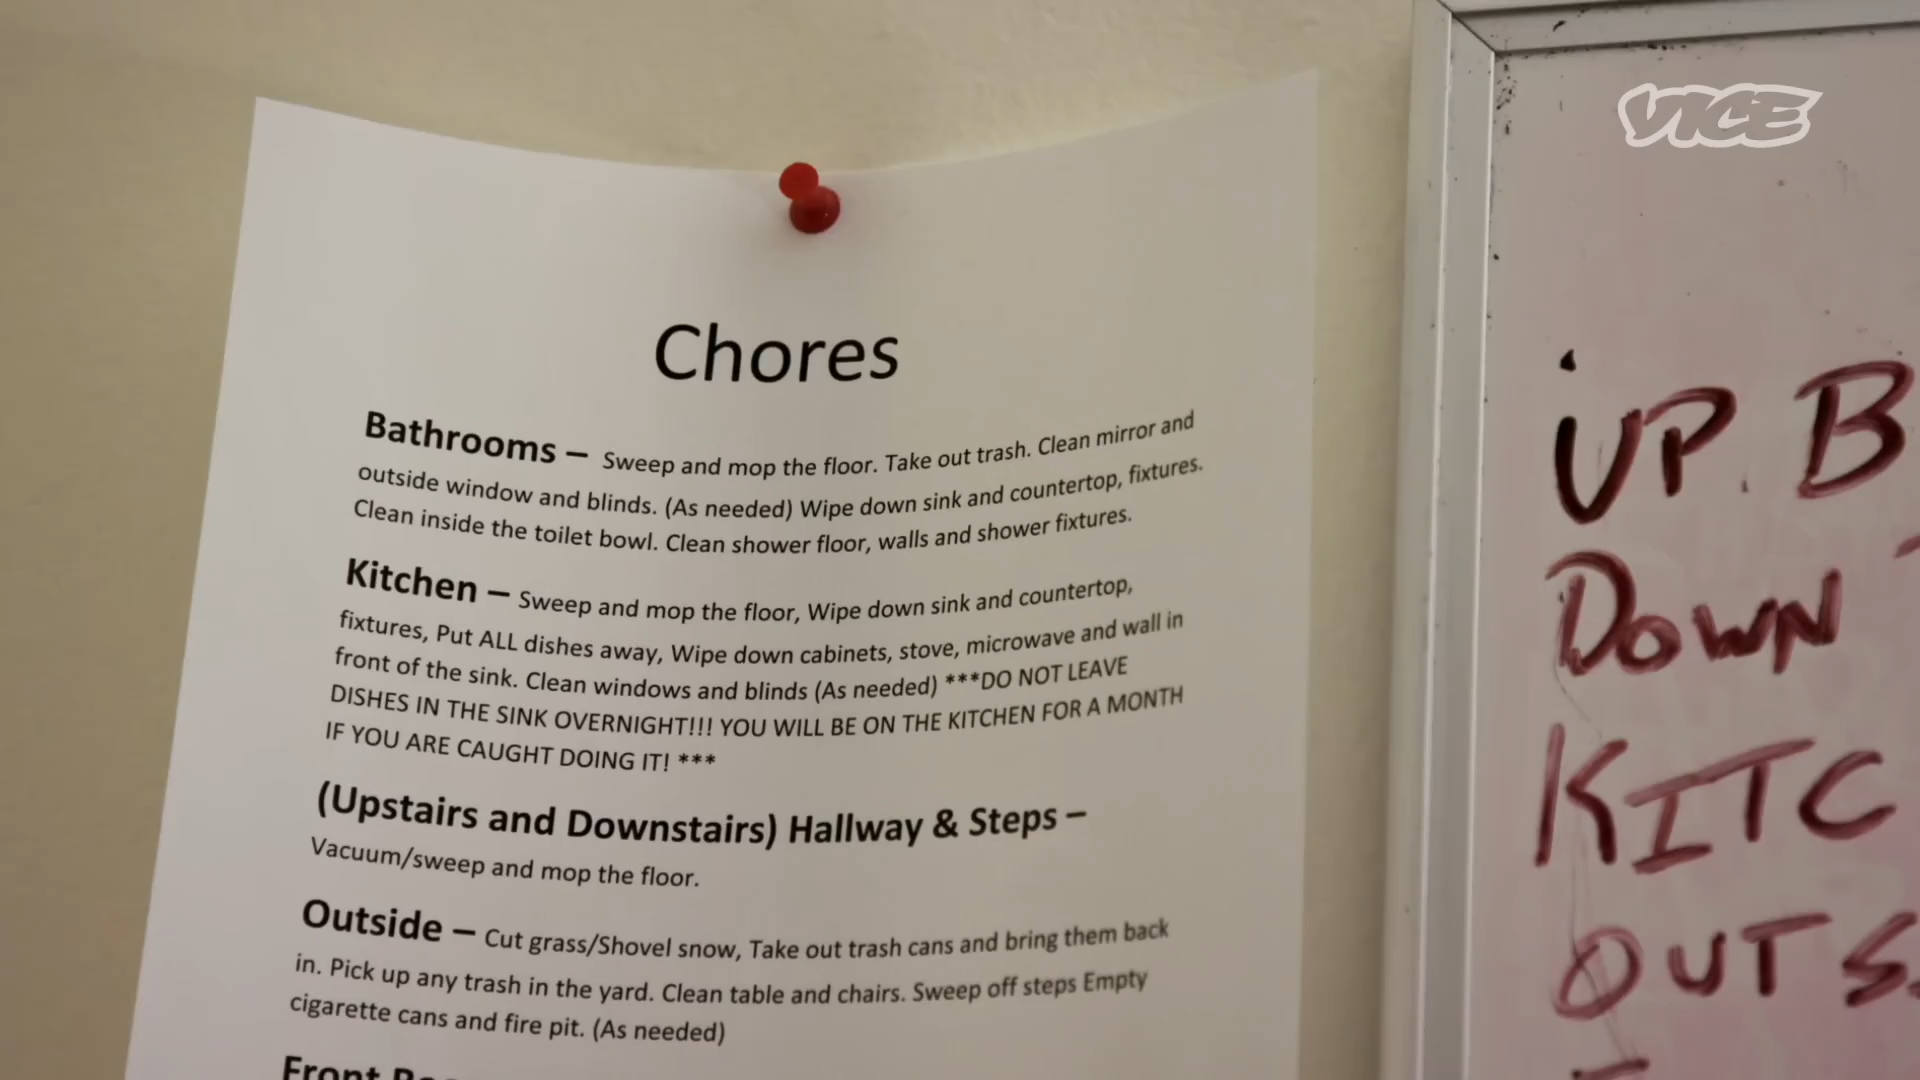 VICE
Chores
Bathrooms – Sweep and mop the floor. Take out trash. Clean mirror and
outside window and blinds. (As needed) Wipe down sink and countertop, fixtures.
Clean inside the toilet bowl. Clean shower floor, walls and shower fixtures.
Kitchen – Sweep and mop the floor, Wipe down sink and countertop,
fixtures, Put ALL dishes away, Wipe down cabinets, stove, microwave and wall in
front of the sink. Clean windows and blinds (As needed) ***DO NOT LEAVE
DISHES IN THE SINK OVERNIGHT!!! YOU WILL BE ON THE KITCHEN FOR A MONTH
IF YOU ARE CAUGHT DOING IT! ***
(Upstairs and Downstairs) Hallway & Steps –
Vacuum/sweep and mop the floor.
Outside – Cut grass/Shovel snow, Take out trash cans and bring them back
in. Pick up any trash in the yard. Clean table and chairs. Sweep off steps Empty
cigarette cans and fire pit. (As needed)
Front
UP. B
DOWN
KITC
OUTS